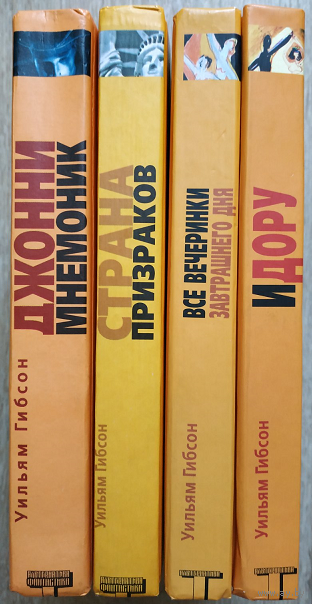 ДЖОННИ
МНЕМОНИК
Уильям Гибсон
СТРАНА
ПРИЗРАКОВ
Уильям Гибсон
ВСЕ ВЕЧЕРИНКИ
ЗАВТРАШНЕГО ДНЯ
Уильям Гибсон
ИДОРУ
Уильям Гибсон